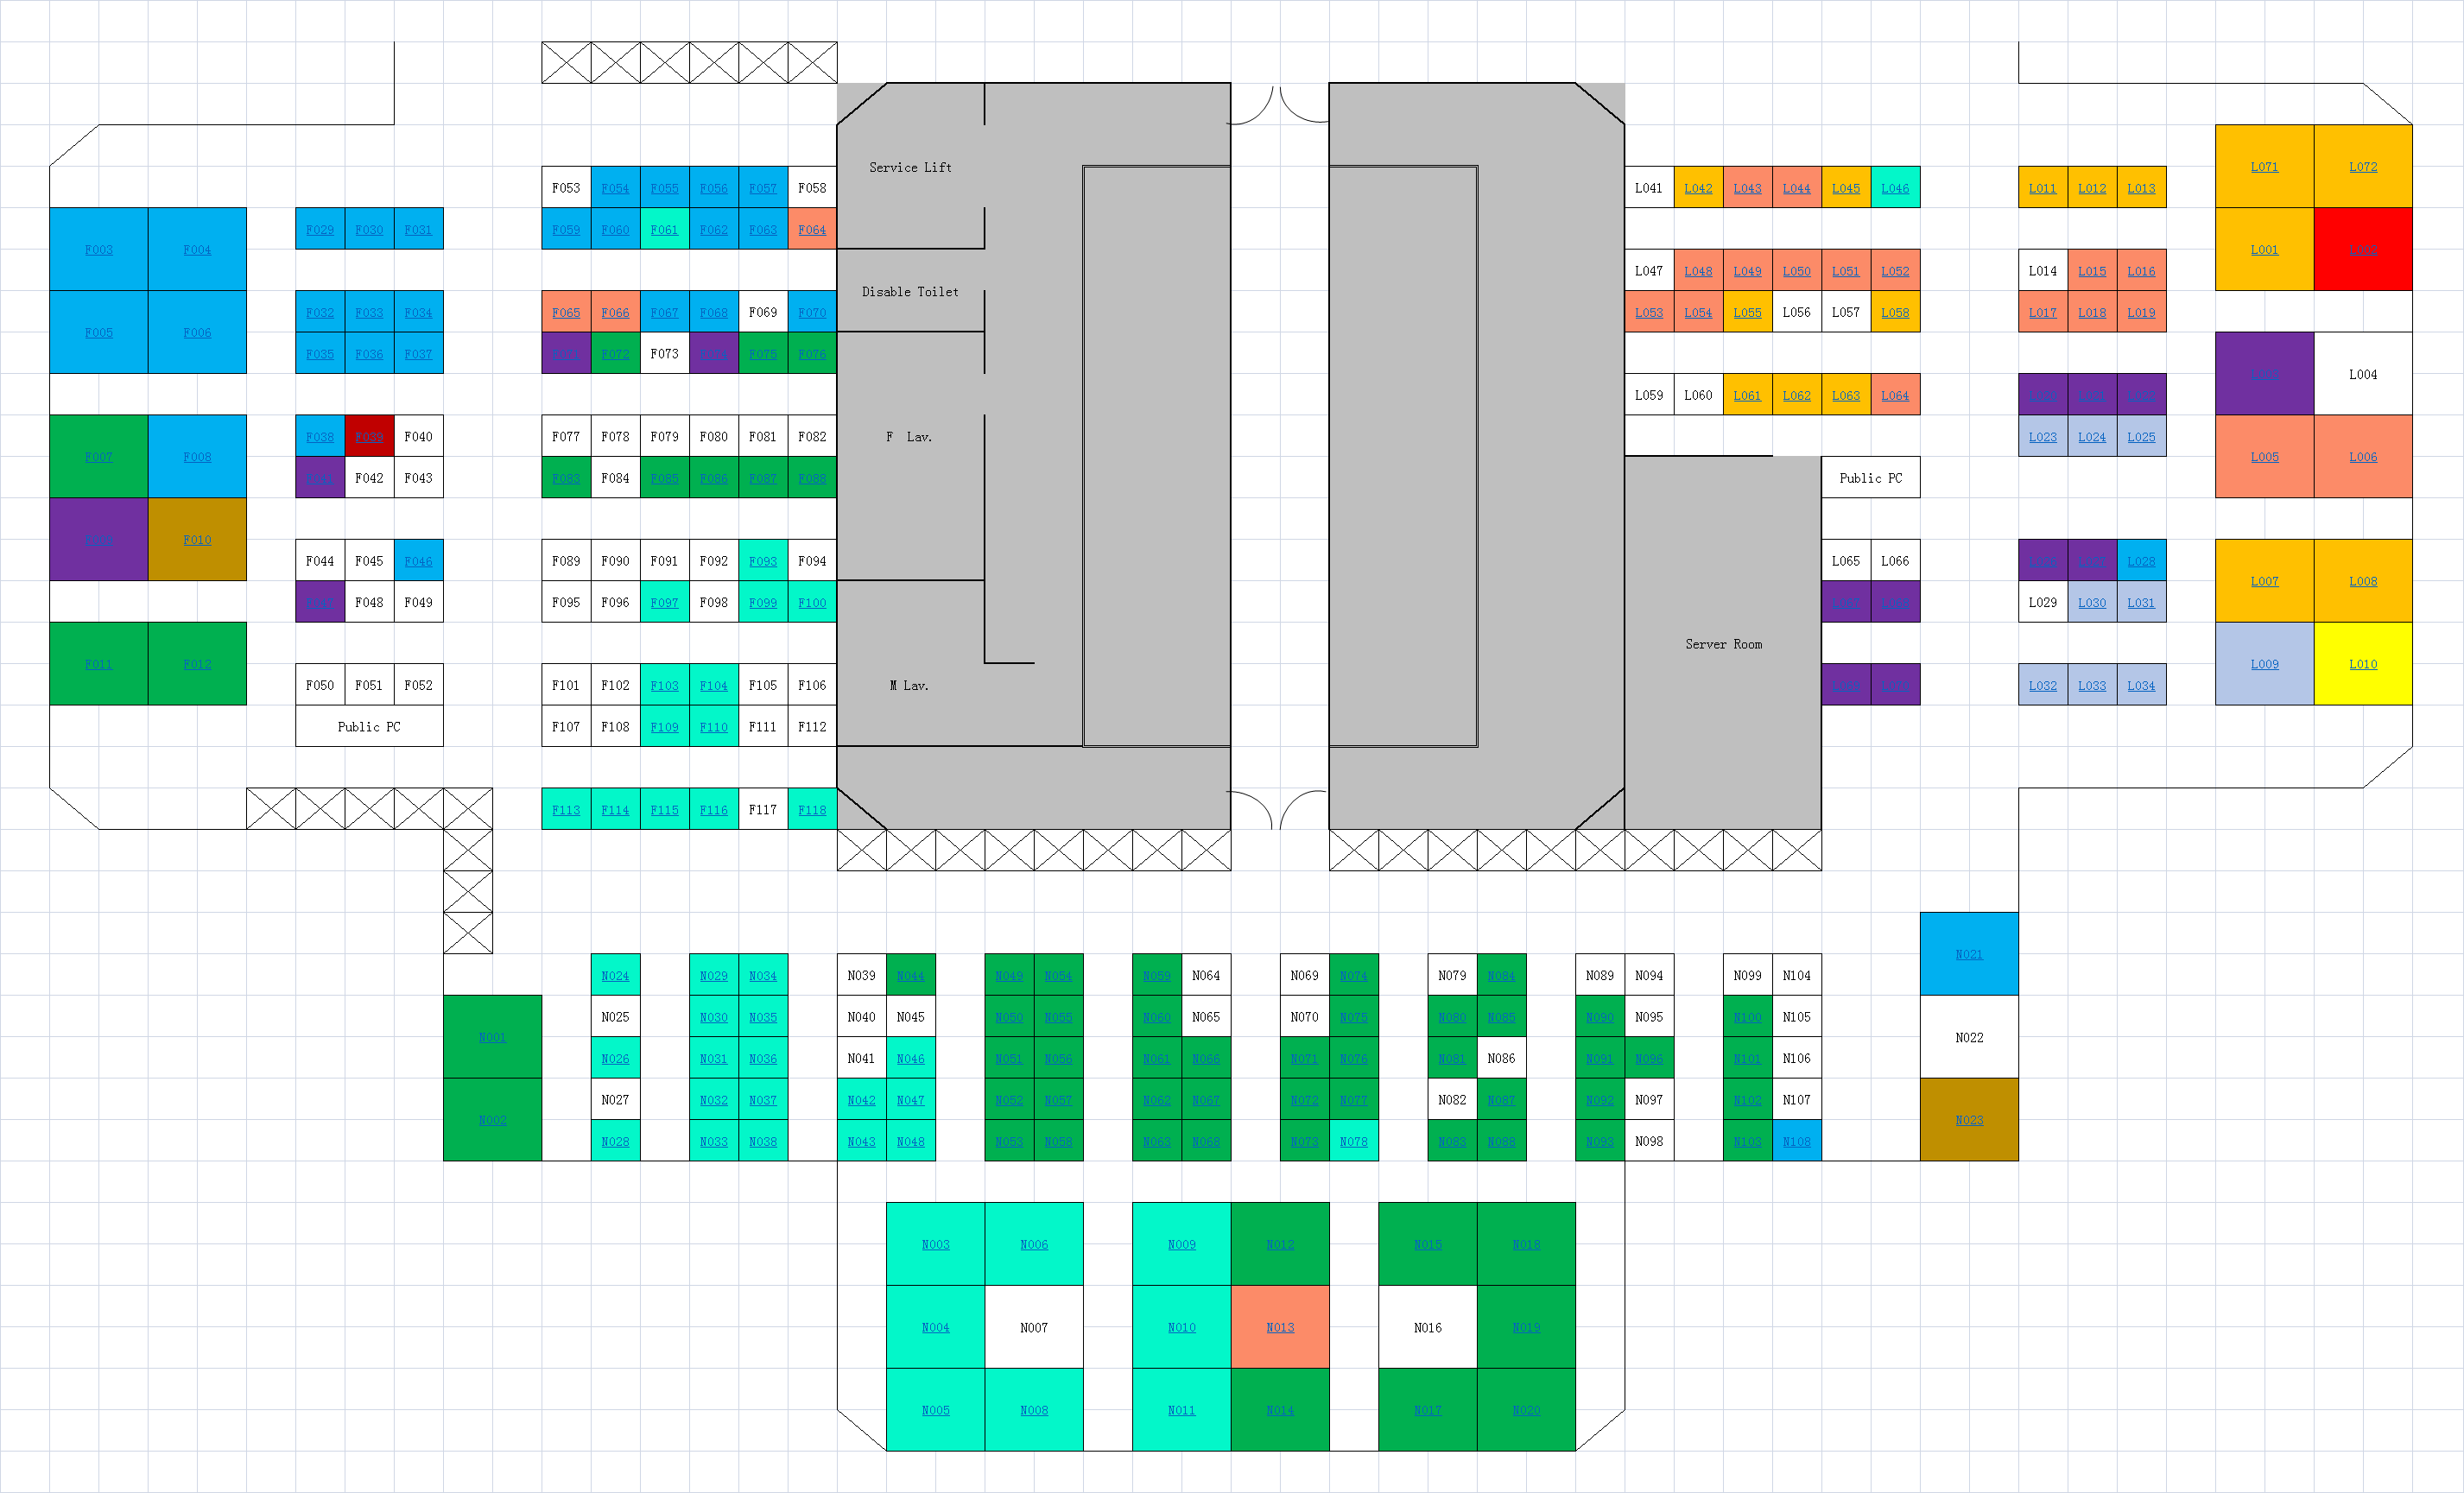 Service Lift
Disable Toilet
F Lav.
M Lav.
Server Room
F003 F004
F005 F006
F007 F008
F010
F011 F012
F029 F030 F031
F032 F033 F034
F035 F036 F037
F038 F039 F040
F041 F042 F043
F044 F045 F046
F047 F048 F049
F050 F051 F052
Public PC
F053 F054 F055 F056 F057 F058
F059 F060 F061 F062 F063 F064
F065 F066 F067 F068 F069 F070
F071 F072 F073 F074 F075 F076
F077 F078 F079 F080 F081 F082
F083 F084 F085 F086 F087 F088
F089 F090 F091 F092 F093 F094
F095 F096 F097 F098 F099 F100
F101 F102 F103 F104 F105 F106
F107 F108 F109 F110 F111 F112
F113 F114 F115 F116 F117 F118
L041 L042 L043 L044 L045 L046
L047 L048 L049 L050 L051 L052
L053 L054 L055 L056 L057 L058
L059 L060 L061 L062 L063 L064
Public PC
L065 L066
L011 L012 L013
L014 L015 L016
L017 L018 L019
L023 L024 L025
L028
L029 L030 L031
L032 L033 L034
L071 L072
L001
L004
L005 L006
L007 L008
L009 L010
N001
N002
N024 N029 N034 N039 N044 N049 N054 N059 N064 N069 N074 N079 N084 N089 N094 N099 N104
N025 N030 N035 N040 N045 N050 N055 N060 N065 N070 N075 N080 N085 N090 N095 N100 N105
N026 N031 N036 N041 N046 N051 N056 N061 N066 N071 N076 N081 N086 N091 N096 N101 N106
N027 N032 N037 N042 N047 N052 N057 N062 N067 N072 N077 N082 N087 N092 N097 N102 N107
N028 N033 N038 N043 N048 N053 N058 N063 N068 N073 N078 N083 N088 N093 N098 N103 N108
N021
N022
N023
N003 N006 N009 N012 N015 N018
N004 N007 N010 N013 N016 N019
N005 N008 N011 N014 N017 N020